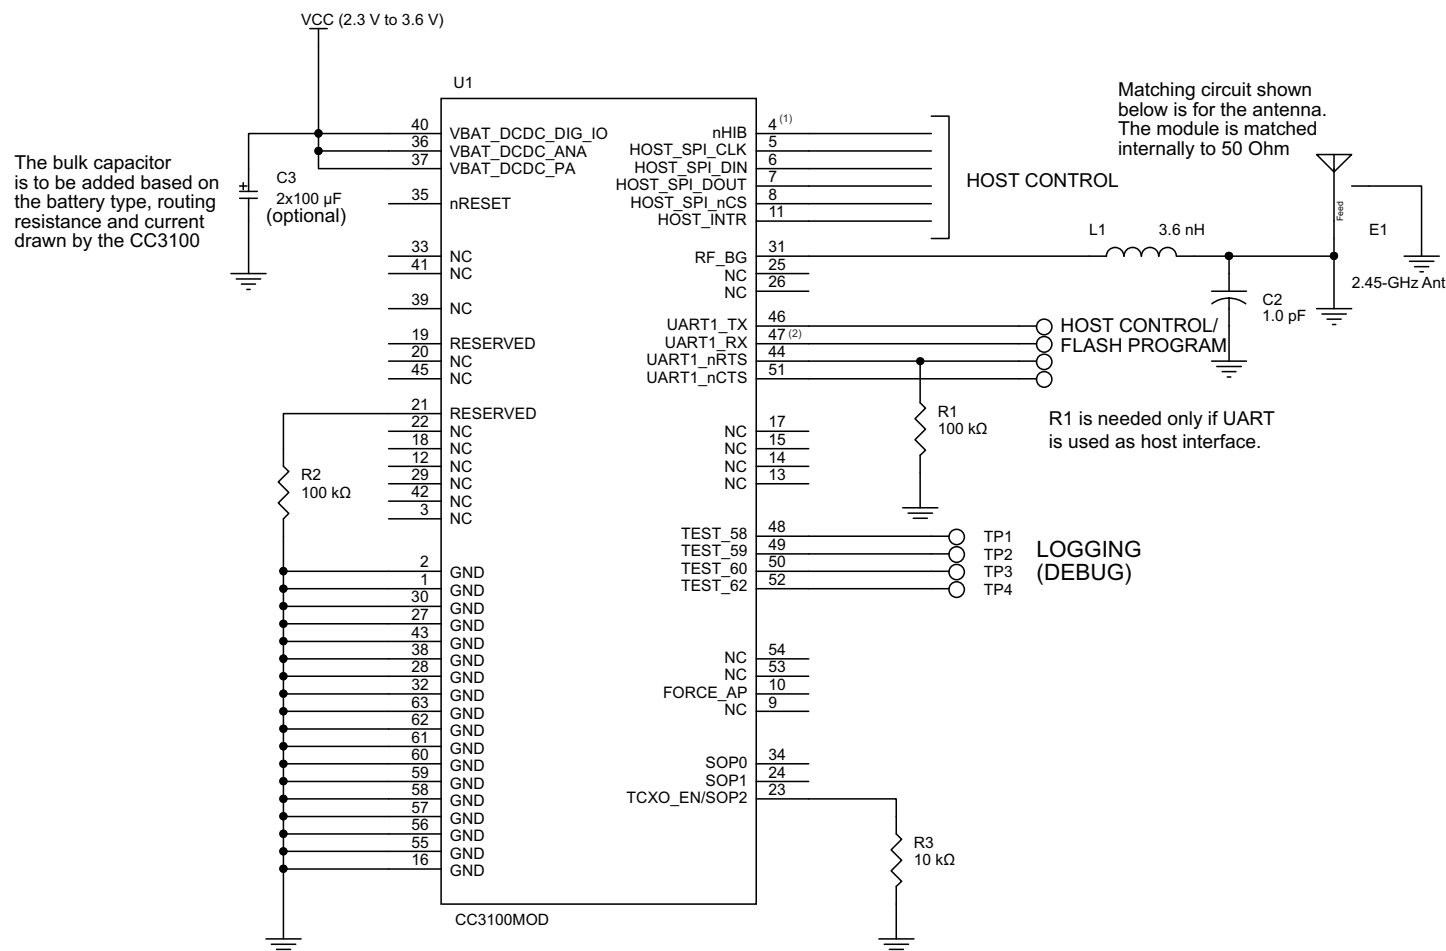 VCC (2.3 V to 3.6 V)
U1
The bulk capacitor
is to be added based on
the battery type, routing
resistance and current
drawn by the CC3100
+
C3
2x100 µF
(optional)
40 VBAT_DCDC_DIG_IO
36 VBAT_DCDC_ANA
37 VBAT_DCDC_PA
35 nRESET
33 NC
41 NC
39 NC
19 RESERVED
20 NC
45 NC
21 RESERVED
22 NC
18 NC
12 NC
29 NC
42 NC
3 NC
R2
100 kΩ
2 GND
1 GND
30 GND
27 GND
43 GND
38 GND
28 GND
32 GND
63 GND
62 GND
61 GND
60 GND
59 GND
58 GND
57 GND
56 GND
55 GND
16 GND
nHIB 4 (1)
HOST_SPI_CLK 5
HOST_SPI_DIN 6
HOST_SPI_DOUT 7
HOST_SPI_nCS 8
HOST_INTR 11
HOST CONTROL
RF_BG 31
NC 25
NC 26
UART1_TX 46
UART1_RX 47 (2)
UART1_nRTS 44
UART1_nCTS 51
HOST CONTROL/
FLASH PROGRAM
R1
100 kΩ
R1 is needed only if UART
is used as host interface.
NC 17
NC 15
NC 14
NC 13
TEST_58 48 TP1
TEST_59 49 TP2
TEST_60 50 TP3
TEST_62 52 TP4
LOGGING
(DEBUG)
NC 54
NC 53
FORCE_AP 10
NC 9
SOP0 34
SOP1 24
TCXO_EN/SOP2 23
R3
10 kΩ
CC3100MOD
Matching circuit shown
below is for the antenna.
The module is matched
internally to 50 Ohm
L1 3.6 nH
Feed
E1
2.45-GHz Ant
C2
1.0 pF